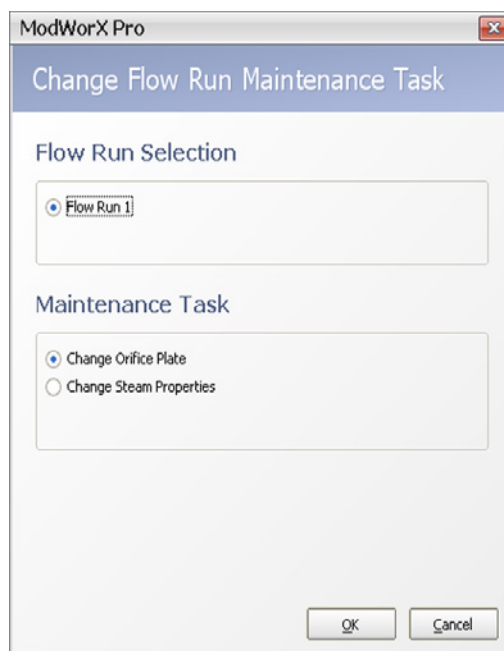 ModWorX Pro
Change Flow Run Maintenance Task
Flow Run Selection
Flow Run 1
Maintenance Task
Change Orifice Plate
Change Steam Properties
OK
Cancel